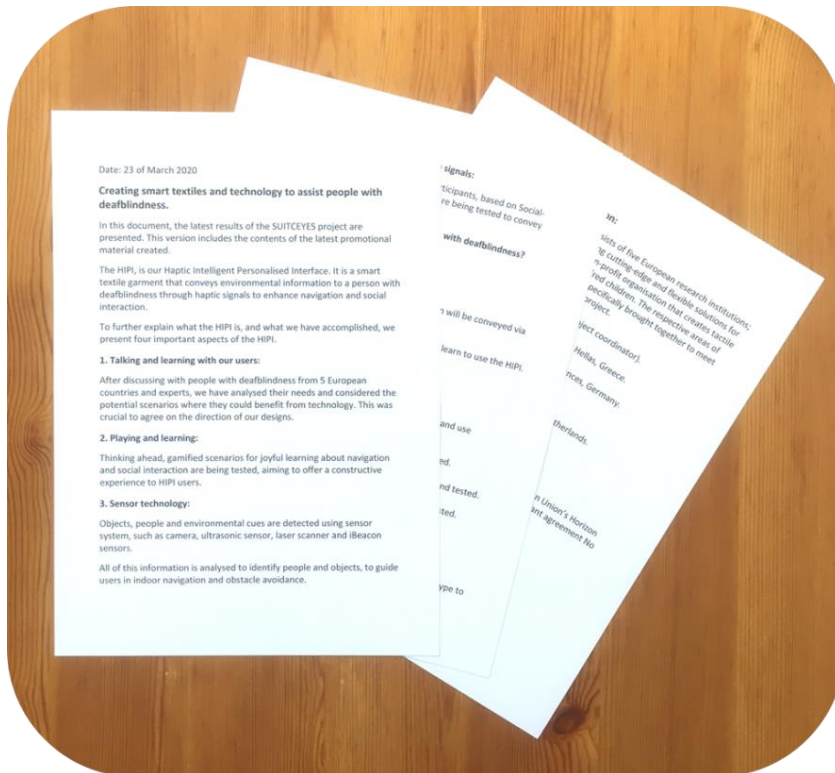 Date: 23 of March 2020
Creating smart textiles and technology to assist people with
deafblindness.
In this document, the latest results of the SUITCEYES project are
presented. This version includes the contents of the latest promotional
material created.
The HIPI, is our Haptic Intelligent Personalised Interface. It is a smart
textile garment that conveys environmental information to a person with
deafblindness through haptic signals to enhance navigation and social
interaction.
To further explain what the HIPI is, and what we have accomplished, we
present four important aspects of the HIPI.
1. Talking and learning with our users:
After discussing with people with deafblindness from 5 European
countries and experts, we have analysed their needs and considered the
potential scenarios where they could benefit from technology. This was
crucial to agree on the direction of our designs.
2. Playing and learning:
Thinking ahead, gamified scenarios for joyful learning about navigation
and social interaction are being tested, aiming to offer a constructive
experience to HIPI users.
3. Sensor technology:
Objects, people and environmental cues are detected using sensor
system, such as camera, ultrasonic sensor, laser scanner and iBeacon
sensors.
All of this information is analysed to identify people and objects, to guide
users in indoor navigation and obstacle avoidance.
signals:
ticipants, based on Social-
re being tested to convey
with deafblindness?
will be conveyed via
learn to use the HIPI.
and use
ed.
nd tested.
sted.
ype to
on:
sists of five European research institutions;
cutting-edge and flexible solutions for
n-profit organisation that creates tactile
red children. The respective areas of
pecifically brought together to meet
project.
ject coordinator).
Hellas, Greece.
nces, Germany.
therlands.
n Union's Horizon
ant agreement No